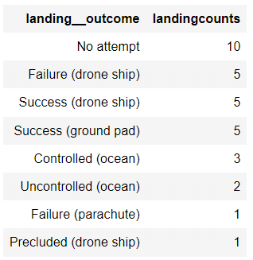 landing__outcome landingcounts
No attempt 10
Failure (drone ship) 5
Success (drone ship) 5
Success (ground pad) 5
Controlled (ocean) 3
Uncontrolled (ocean) 2
Failure (parachute) 1
Precluded (drone ship) 1